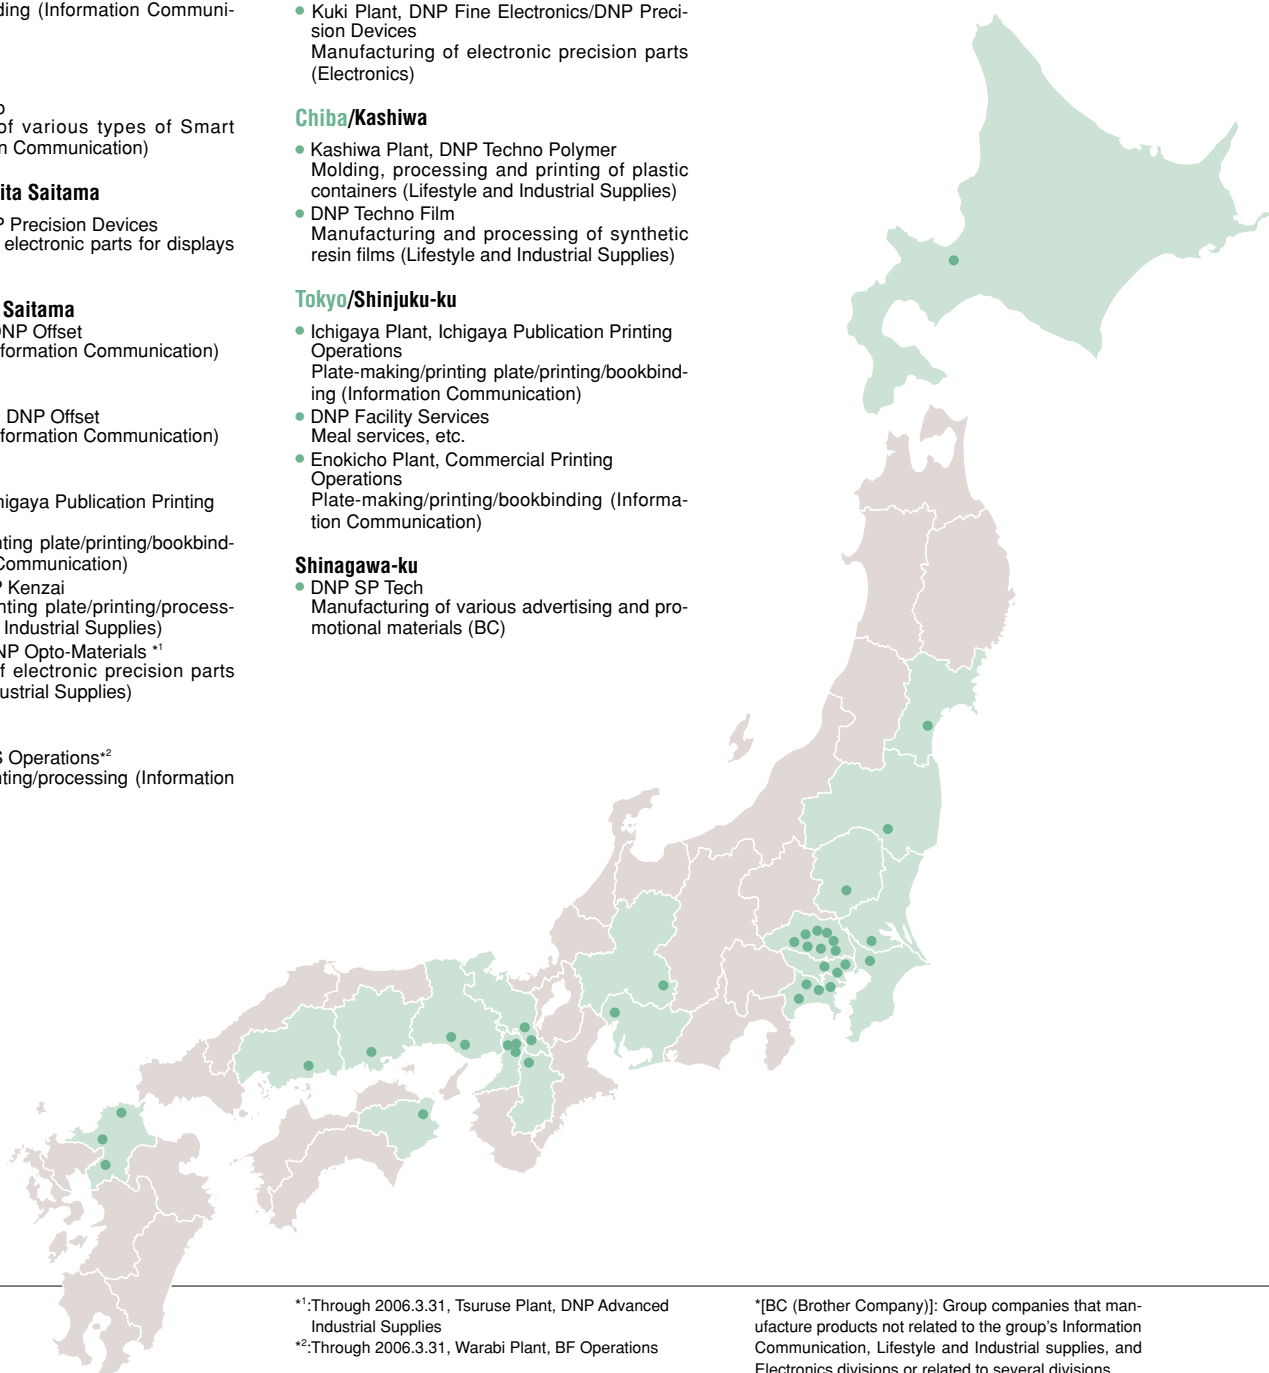 ding (Information Communi-
of various types of Smart
n Communication)
ita Saitama
P Precision Devices
electronic parts for displays
Saitama
DNP Offset
formation Communication)
DNP Offset
formation Communication)
higaya Publication Printing
nting plate/printing/bookbind-
Communication)
P Kenzai
nting plate/printing/process-
Industrial Supplies)
NP Opto-Materials *1
f electronic precision parts
ustrial Supplies)
S Operations*2
nting/processing (Information
Kuki Plant, DNP Fine Electronics/DNP Preci-
sion Devices
Manufacturing of electronic precision parts
(Electronics)
Chiba/Kashiwa
Kashiwa Plant, DNP Techno Polymer
Molding, processing and printing of plastic
containers (Lifestyle and Industrial Supplies)
DNP Techno Film
Manufacturing and processing of synthetic
resin films (Lifestyle and Industrial Supplies)
Tokyo/Shinjuku-ku
Ichigaya Plant, Ichigaya Publication Printing
Operations
Plate-making/printing plate/printing/bookbind-
ing (Information Communication)
DNP Facility Services
Meal services, etc.
Enokicho Plant, Commercial Printing
Operations
Plate-making/printing/bookbinding (Informa-
tion Communication)
Shinagawa-ku
DNP SP Tech
Manufacturing of various advertising and pro-
motional materials (BC)
*1:Through 2006.3.31, Tsuruse Plant, DNP Advanced
Industrial Supplies
*2:Through 2006.3.31, Warabi Plant, BF Operations
*[BC (Brother Company)]: Group companies that man-
ufacture products not related to the group's Information
Communication, Lifestyle and Industrial supplies, and
Electronics divisions or related to several divisions.